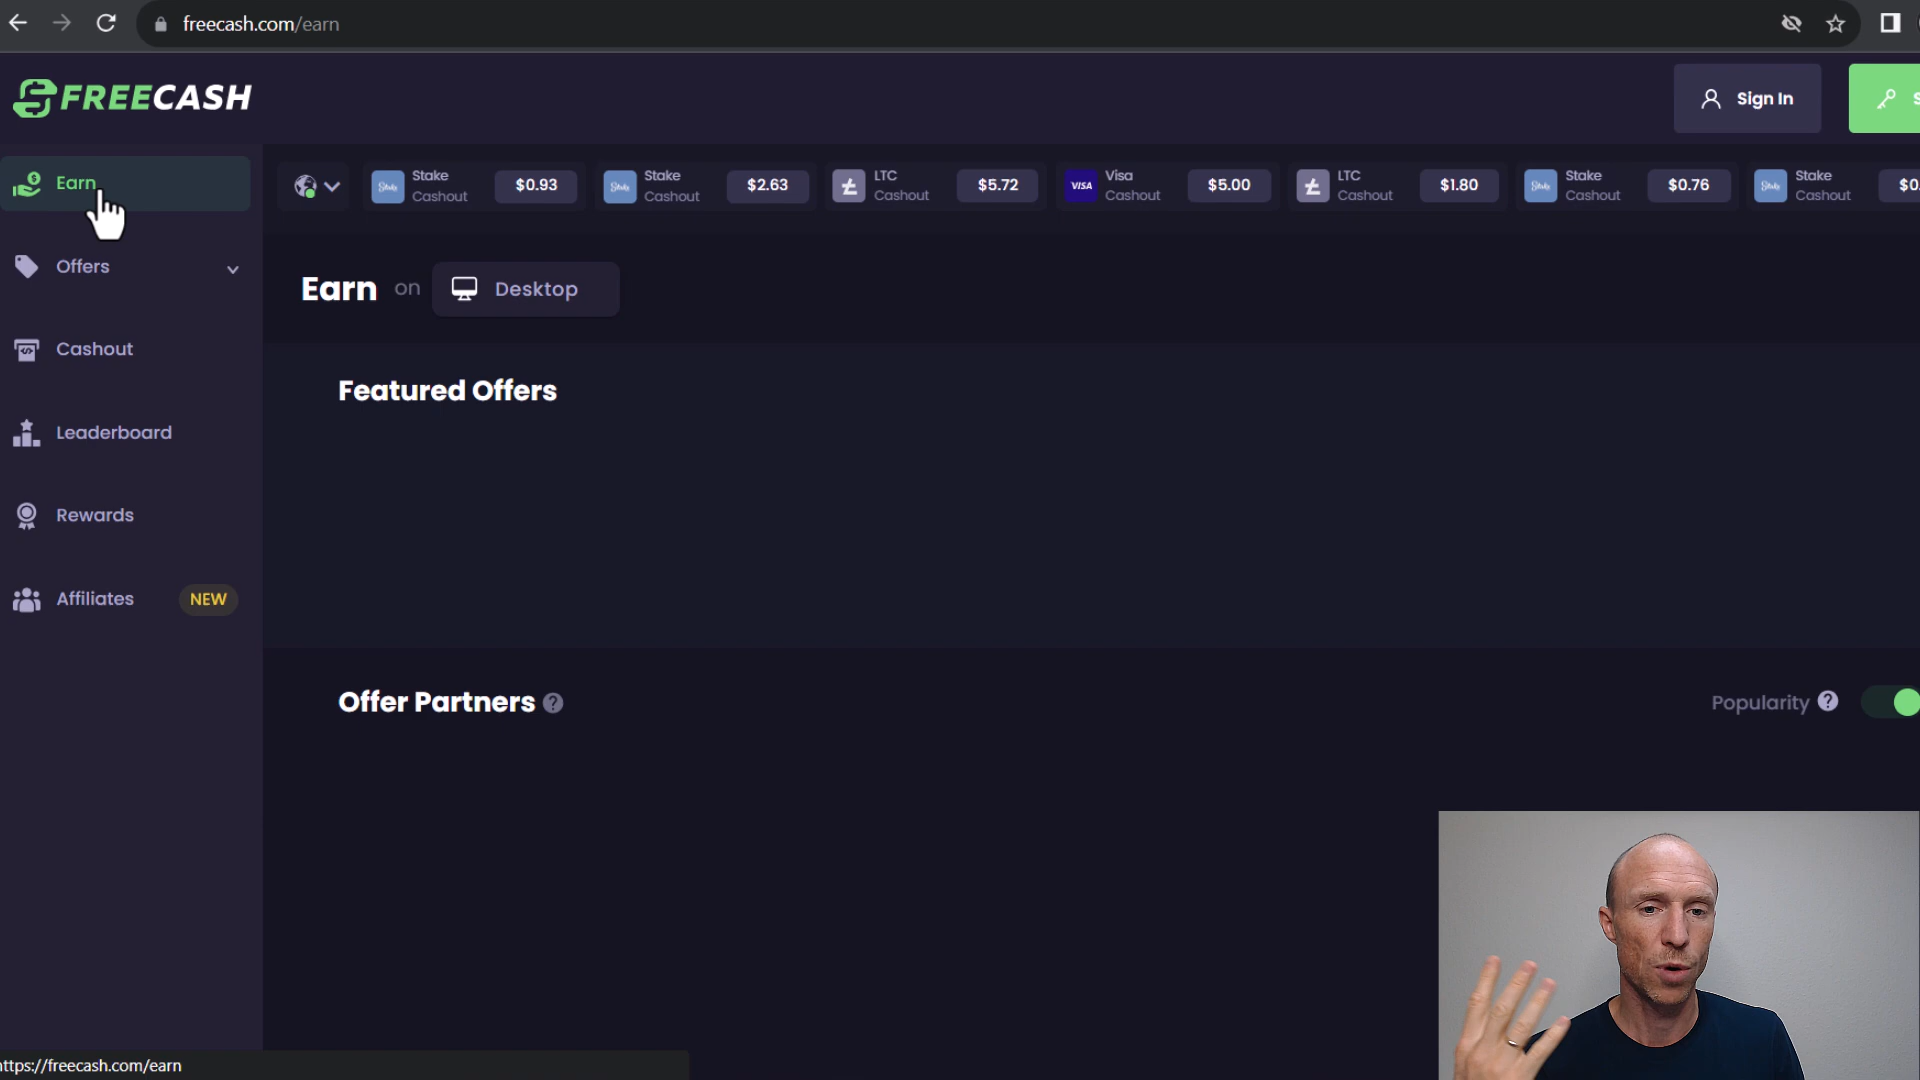 freecash.com/earn
FREECASH
Sign In
Earn
Offers
Cashout
Leaderboard
Rewards
Affiliates NEW
Stake
Cashout
$0.93
Stake
Cashout
$2.63
LTC
Cashout
$5.72
VISA
Visa
Cashout
$5.00
LTC
Cashout
$1.80
Stake
Cashout
$0.76
Stake
Cashout
$0.
Earn on Desktop
Featured Offers
Offer Partners ?
Popularity ?
ttps://freecash.com/earn